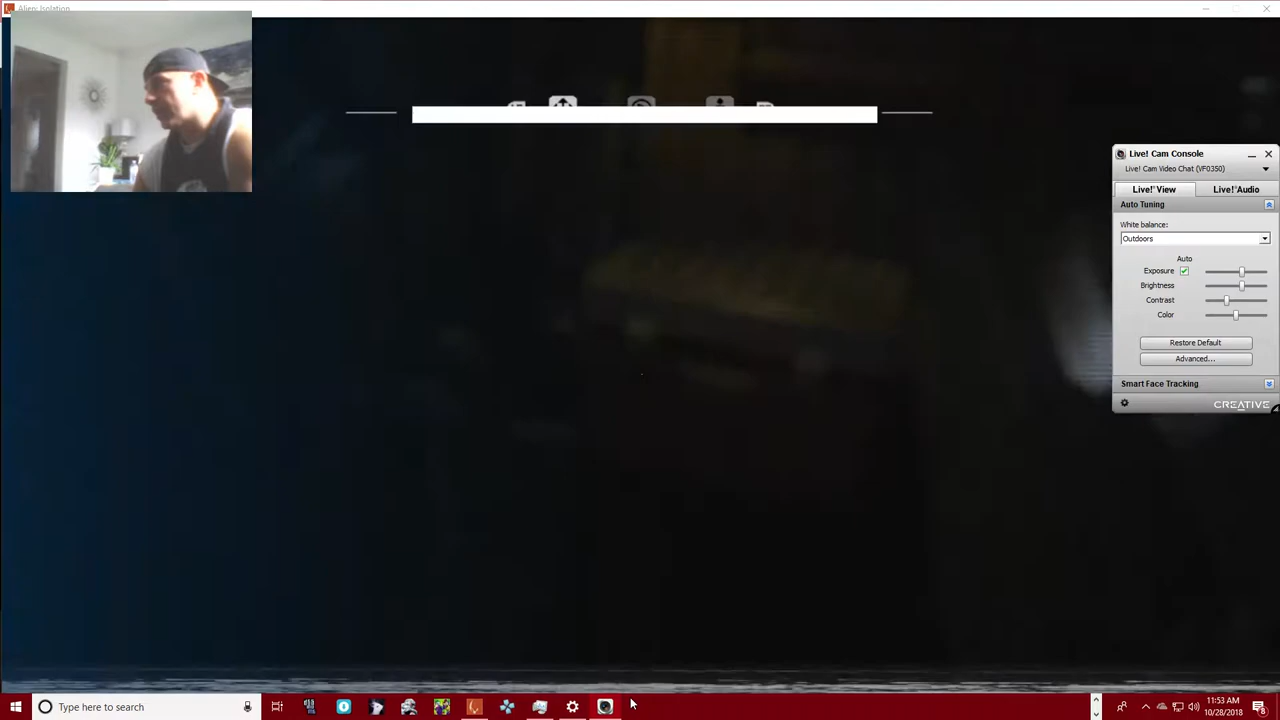 Alien: Isolation
Live! Cam Console
Live! Cam Video Chat (VF0350)
Live! View
Live! Audio
Auto Tuning
White balance:
Outdoors
Auto
Exposure
Brightness
Contrast
Color
Restore Default
Advanced...
Smart Face Tracking
CREATIVE
Type here to search
11:53 AM
10/28/2018
8